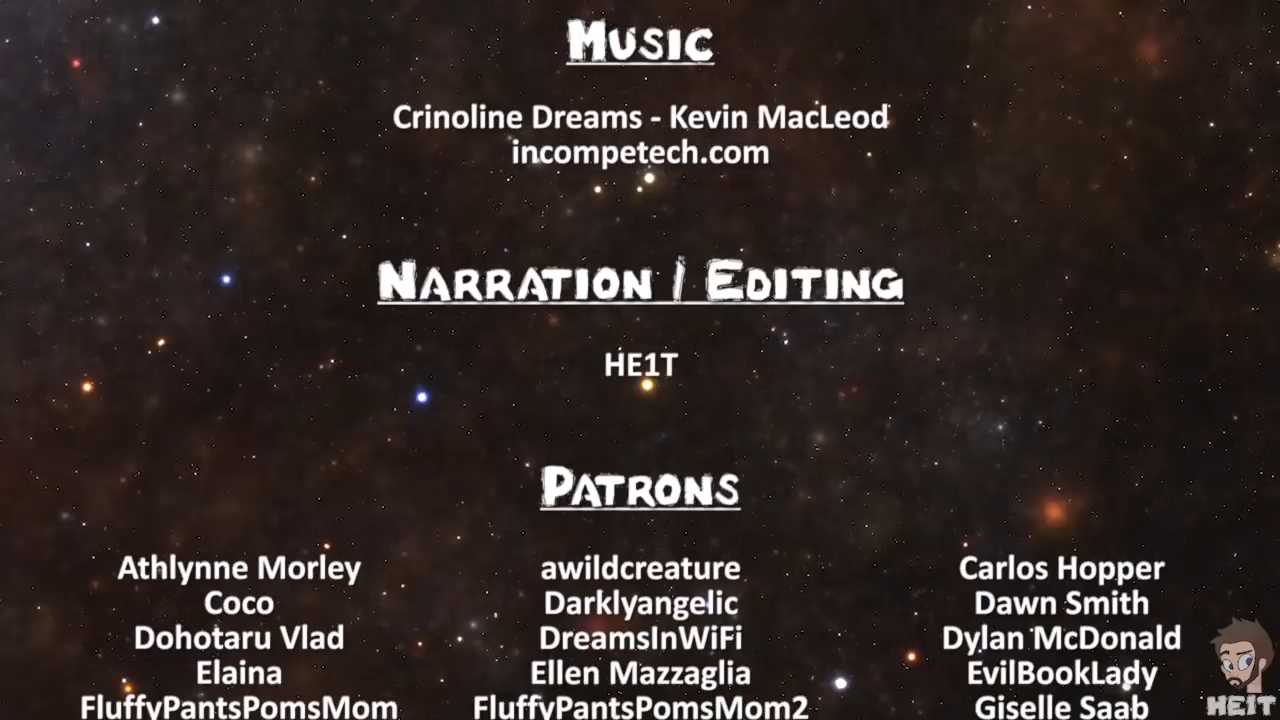 MUSIC
Crinoline Dreams - Kevin MacLeod
incompetech.com
NARRATION / EDITING
HE1T
PATRONS
Athlynne Morley awildcreature Carlos Hopper
Coco Darklyangelic Dawn Smith
Dohotaru Vlad DreamsInWiFi Dylan McDonald
Elaina Ellen Mazzaglia EvilBookLady
FluffyPantsPomsMom FluffyPantsPomsMom2 Giselle Saab
HE1T